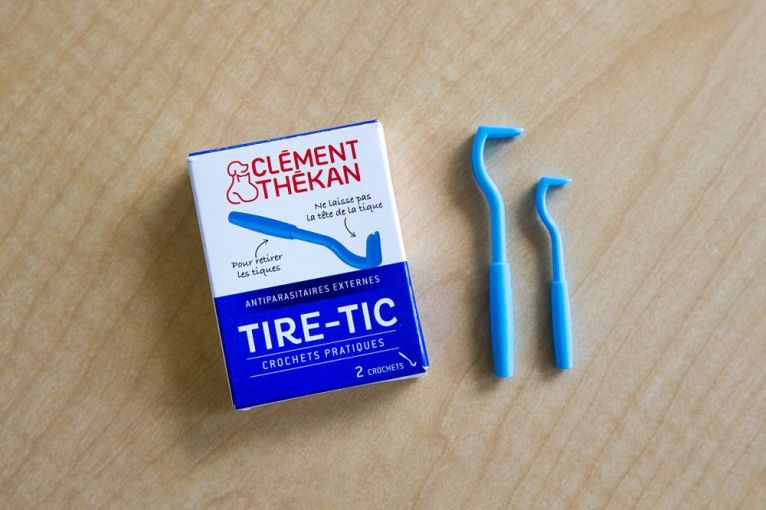 CLÉMENT
THÉKAN
Ne laisse pas
la tête de la tique
Pour retirer
les tiques
ANTIPARASITAIRES EXTERNES
TIRE-TIC
CROCHETS PRATIQUES
2 CROCHETS